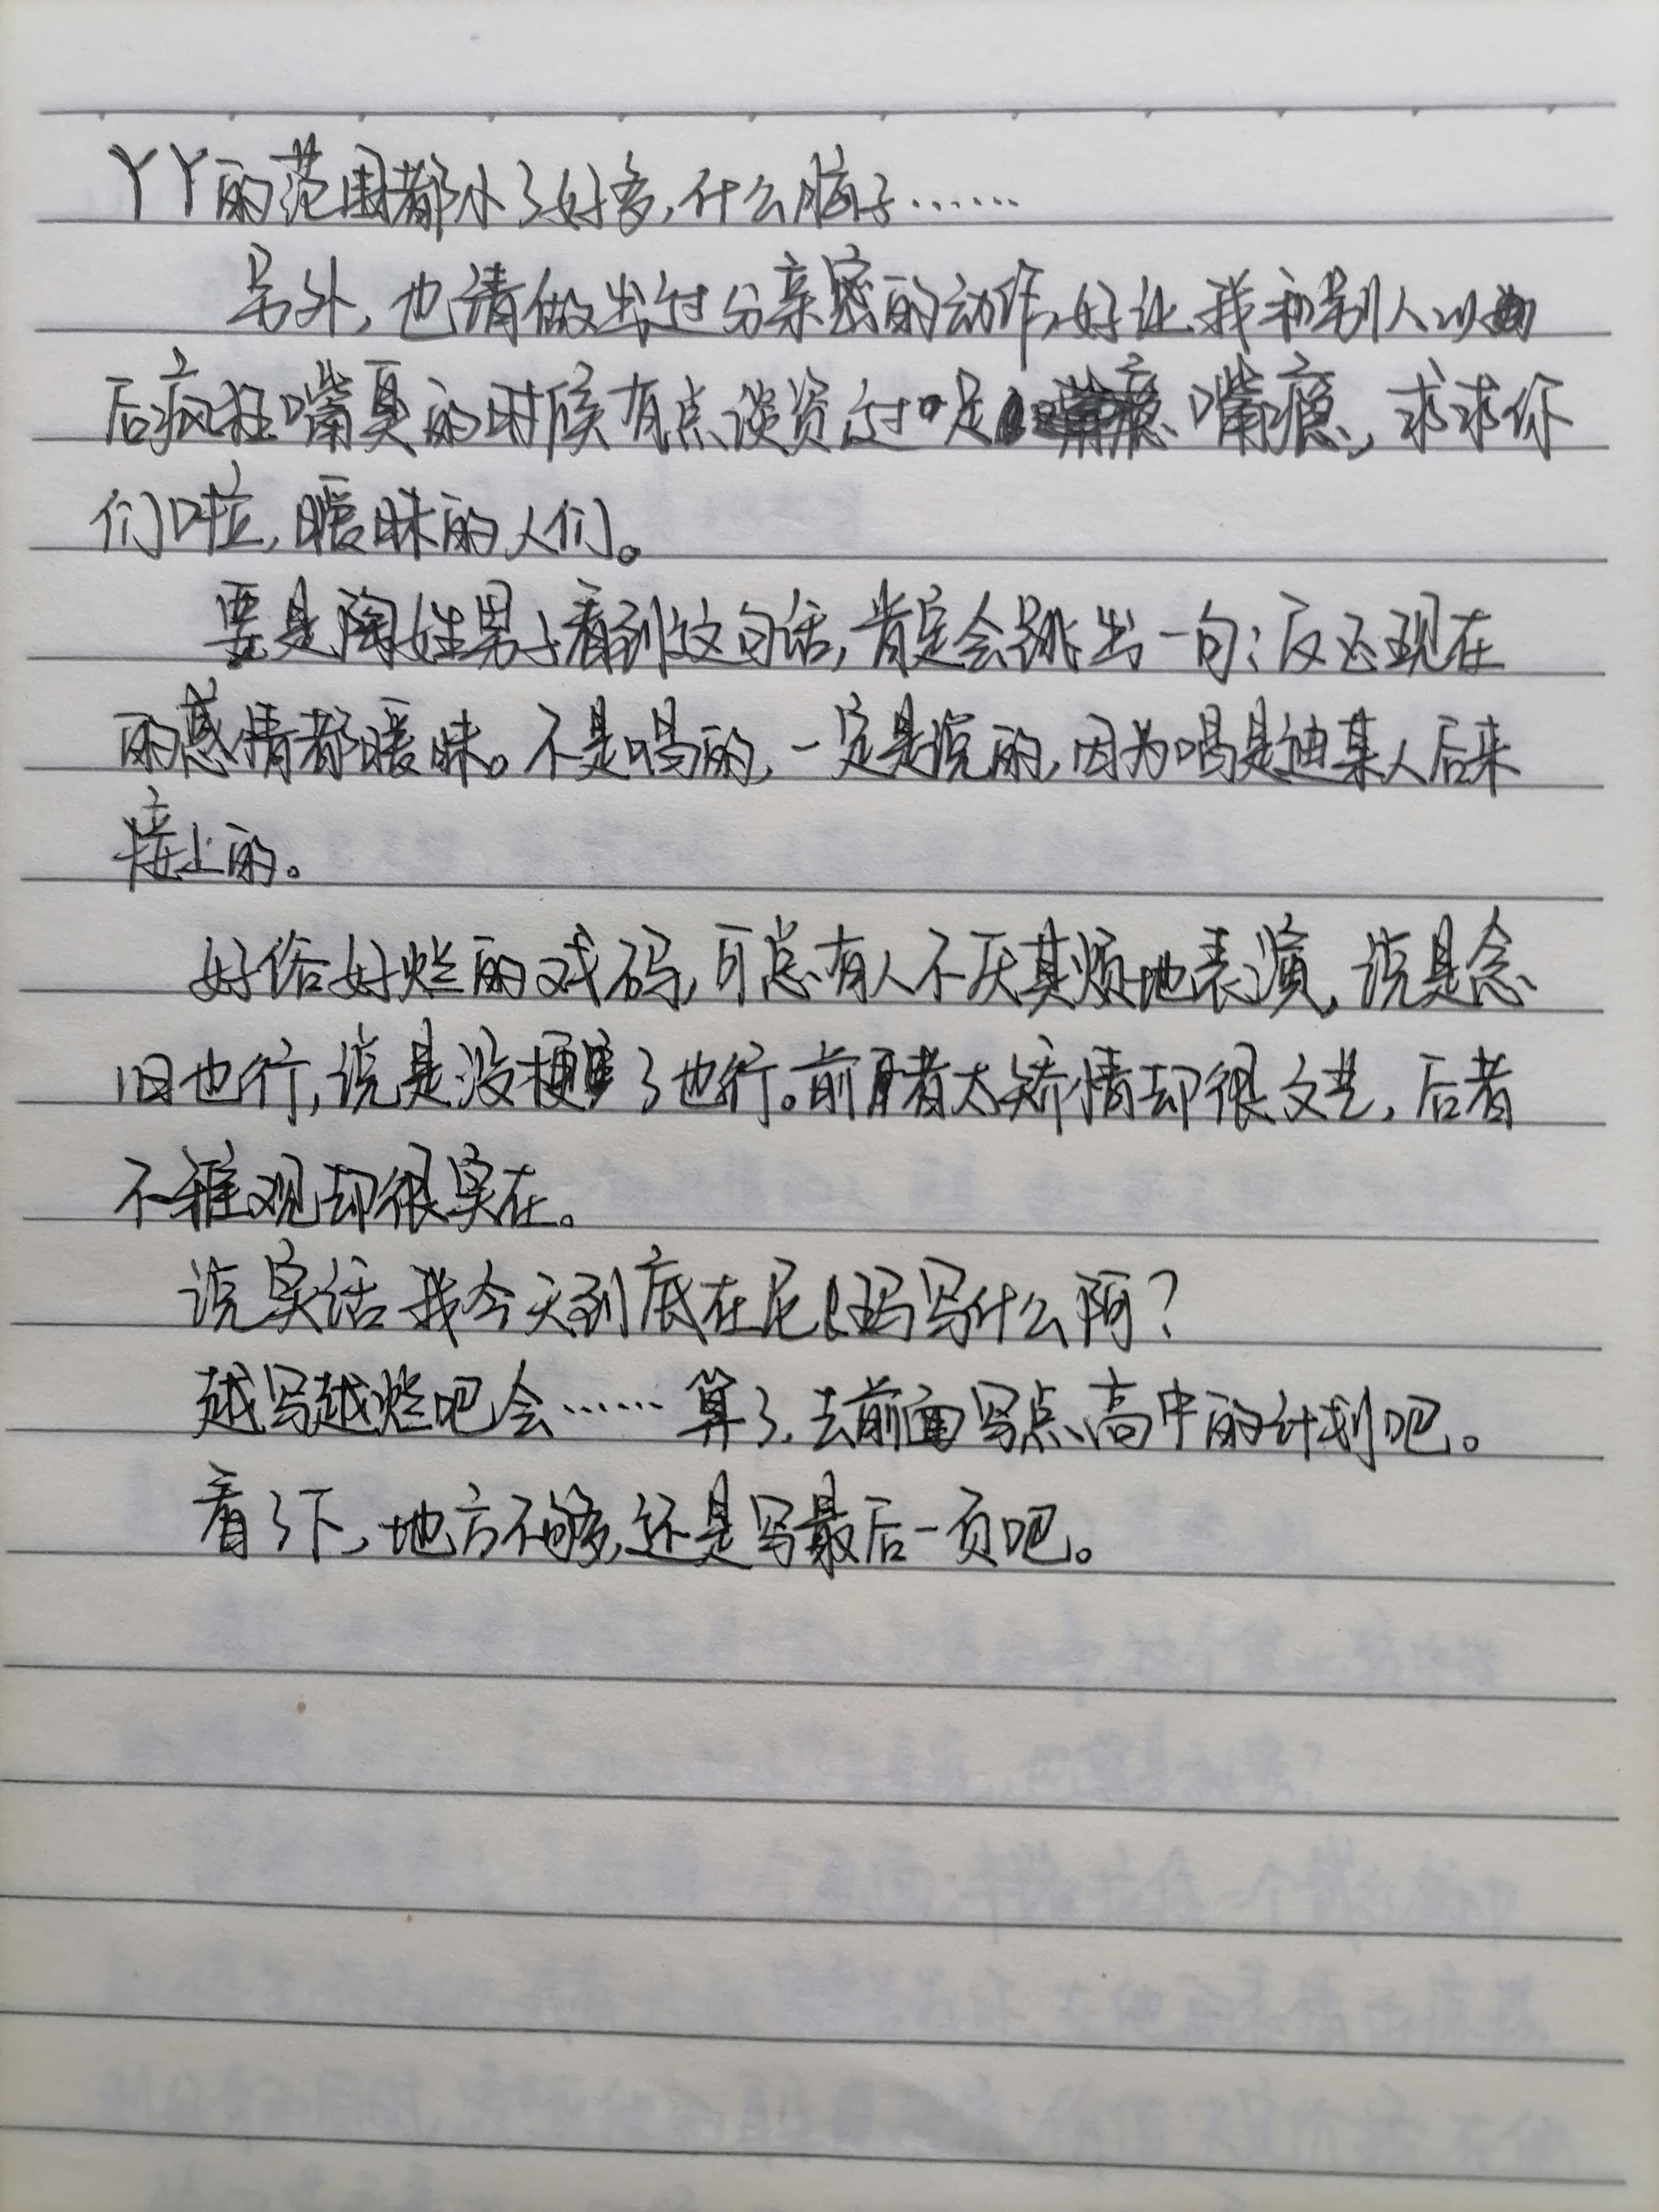 丫丫的范围都小了好多，什么脑子……
另外，也请做出过分亲密的动作，好让我和别人以
后疯狂嘴臭的时候有点谈资过足嘴瘾，求求你
们啦，暧昧的人们。
要是陶姓男子看到这句话，肯定会跳出一句：反正现在
的感情都暧昧。不是唱的，一定是说的，因为唱是迪某人后来
接上的。
好俗好烂的戏码，可总有人不厌其烦地表演，说是念
旧也行，说是没梗了也行。前者太矫情却很文艺，后者
不雅观却很实在。
说实话我今天到底在尼玛写什么阿？
越写越烂吧会……算了，去前面写点高中的计划吧。
看了下，地方不够，还是写最后一页吧。